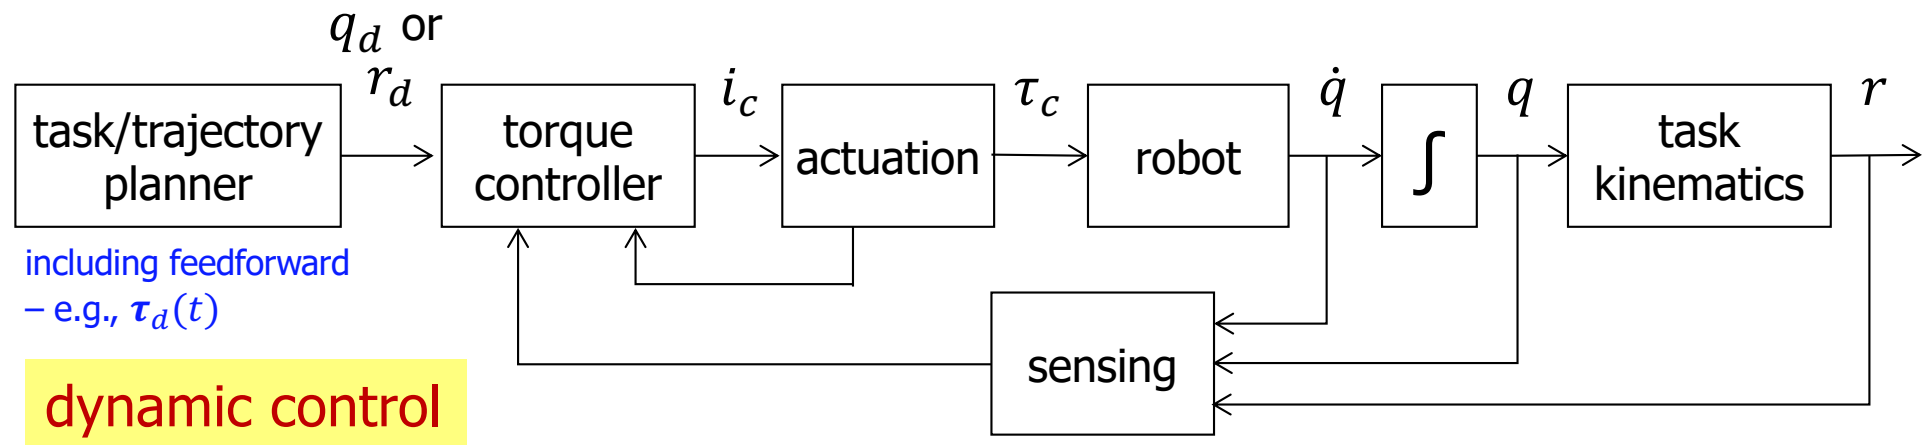 q_d or
r_d
task/trajectory
planner
torque
controller
i_c
actuation
τ_c
robot
q̇
∫
q
task
kinematics
r
including feedforward
– e.g., τ_d(t)
sensing
dynamic control